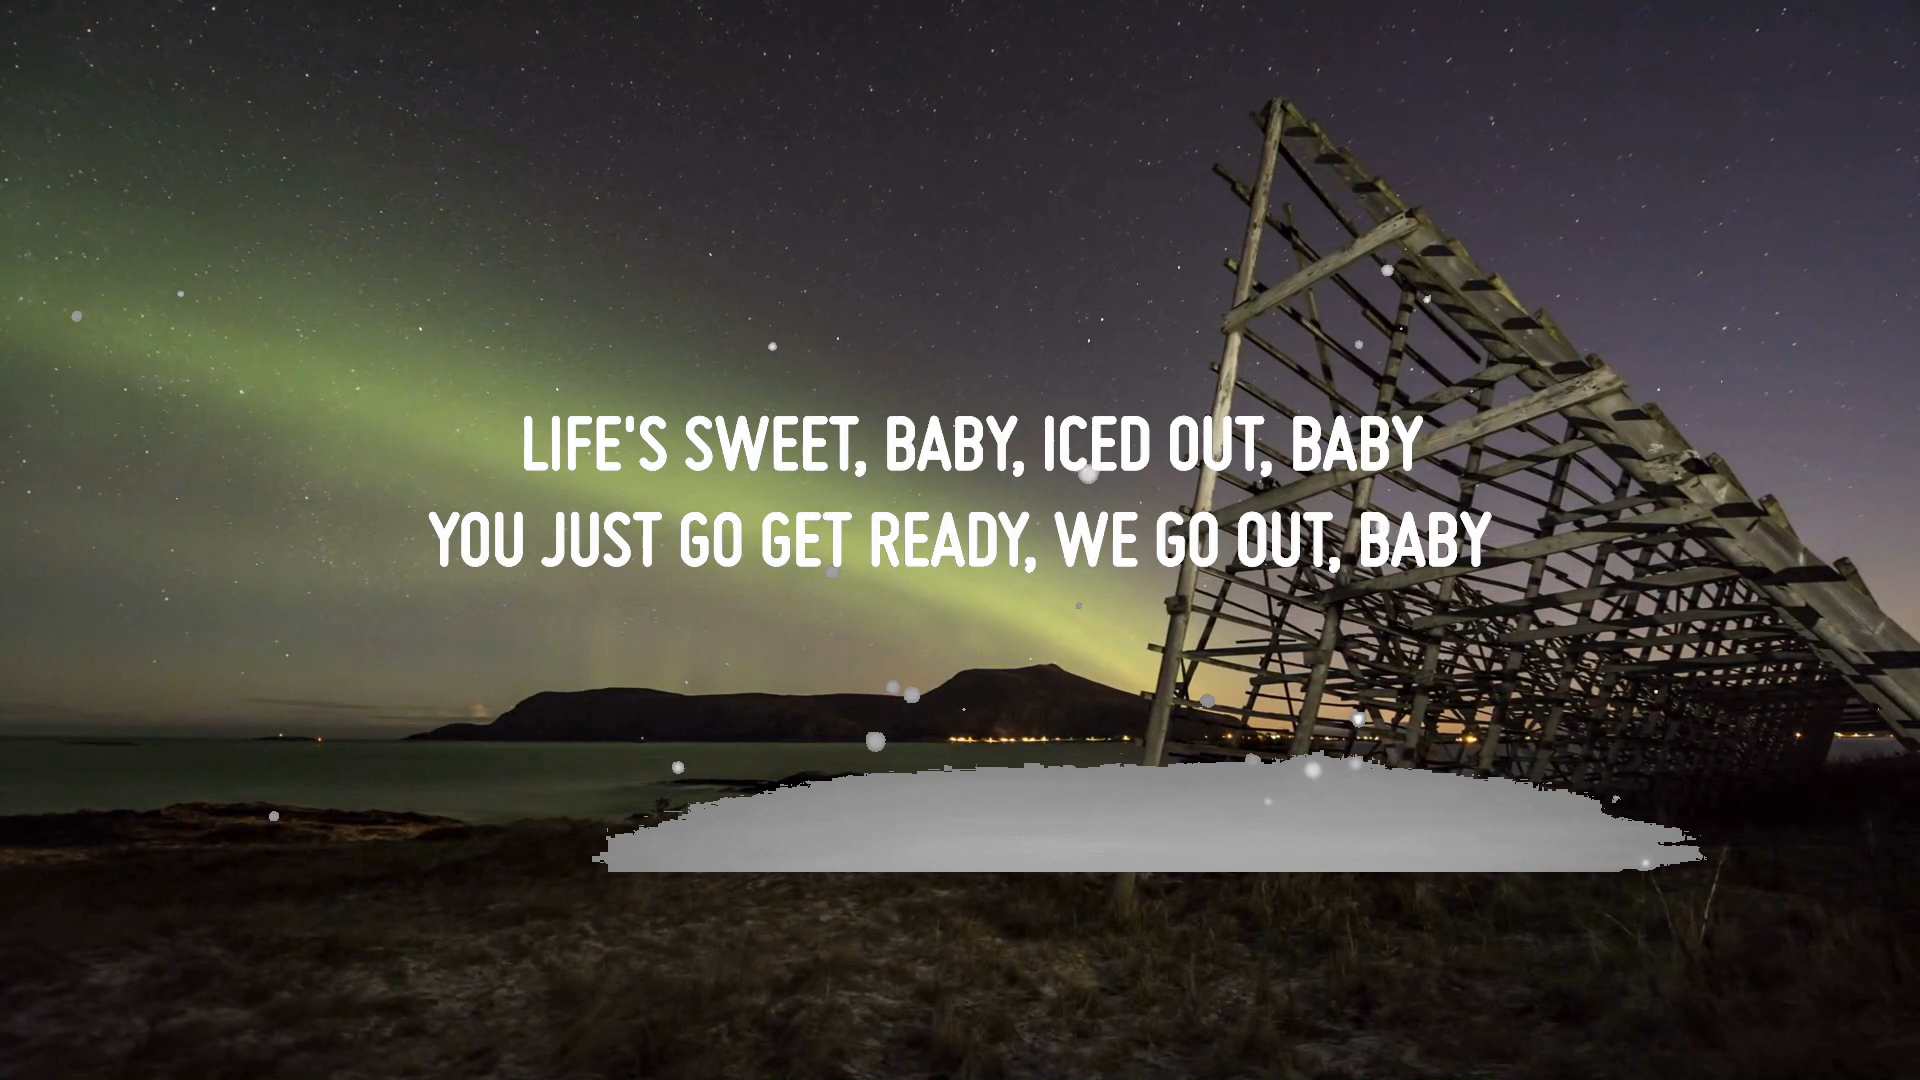 LIFE'S SWEET, BABY, ICED OUT, BABY
YOU JUST GO GET READY, WE GO OUT, BABY